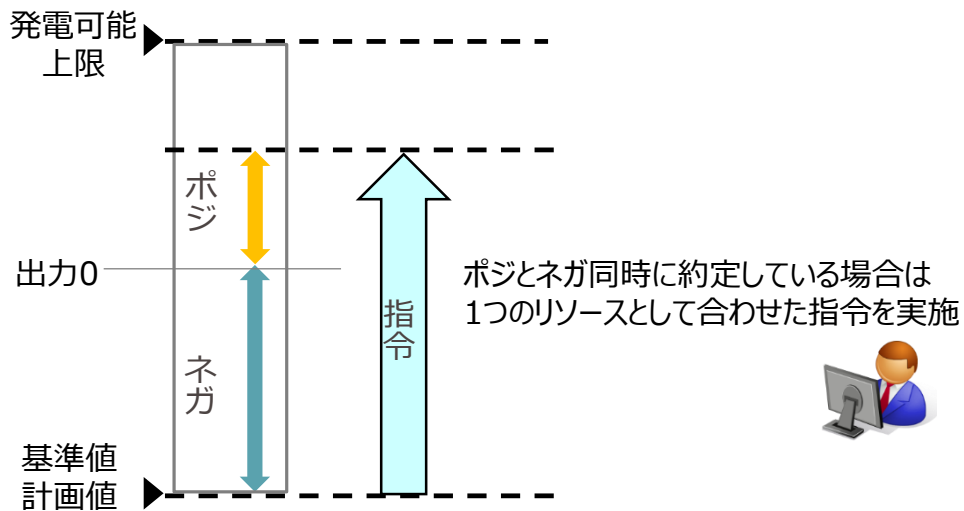 発電可能
上限
ポジ
出力0
ポジとネガ同時に約定している場合は
1つのリソースとして合わせた指令を実施
指令
ネガ
基準値
計画値